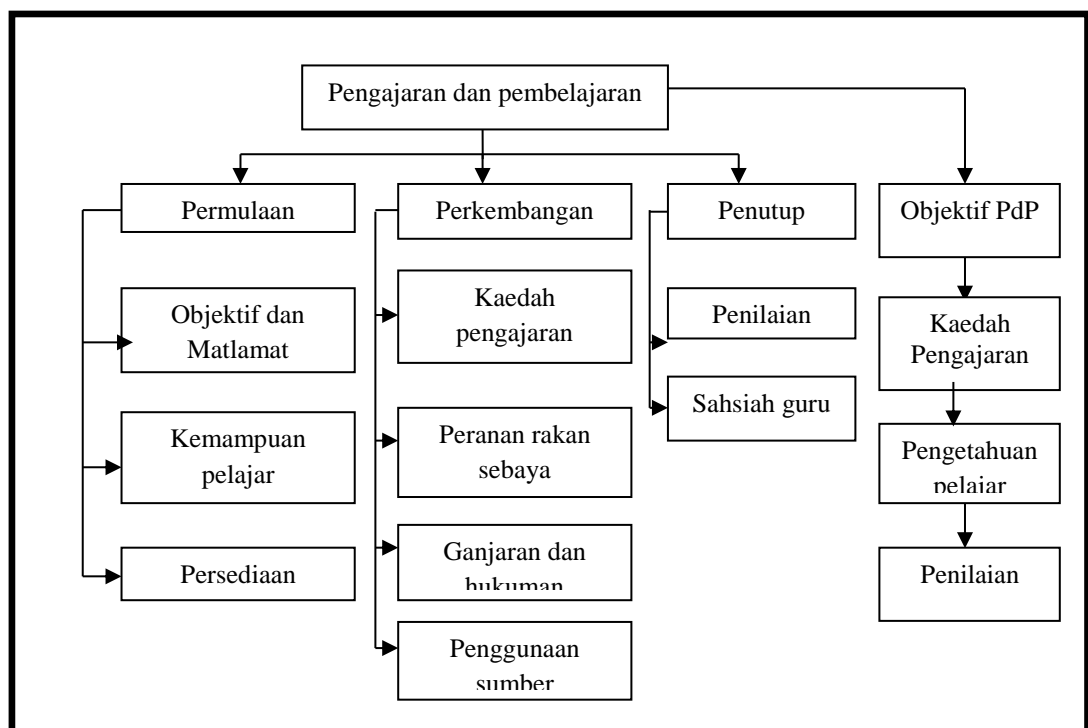 Pengajaran dan pembelajaran
Permulaan
Objektif dan
Matlamat
Kemampuan
pelajar
Persediaan
Perkembangan
Kaedah
pengajaran
Peranan rakan
sebaya
Ganjaran dan
hukuman
Penggunaan
sumber
Penutup
Penilaian
Sahsiah guru
Objektif PdP
Kaedah
Pengajaran
Pengetahuan
pelajar
Penilaian